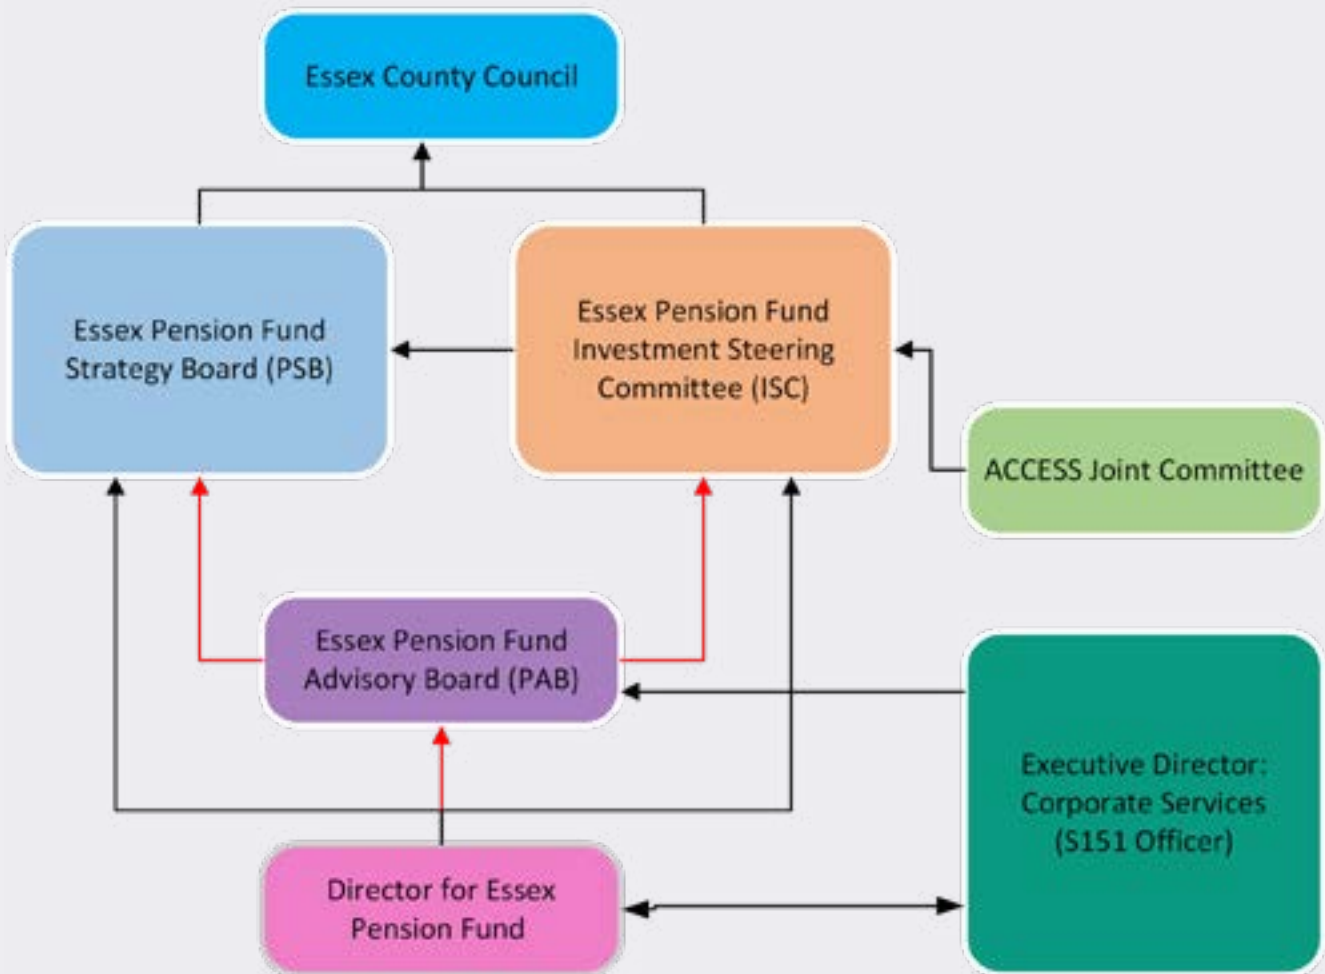 Essex County Council
Essex Pension Fund
Strategy Board (PSB)
Essex Pension Fund
Investment Steering
Committee (ISC)
ACCESS Joint Committee
Essex Pension Fund
Advisory Board (PAB)
Executive Director:
Corporate Services
(S151 Officer)
Director for Essex
Pension Fund